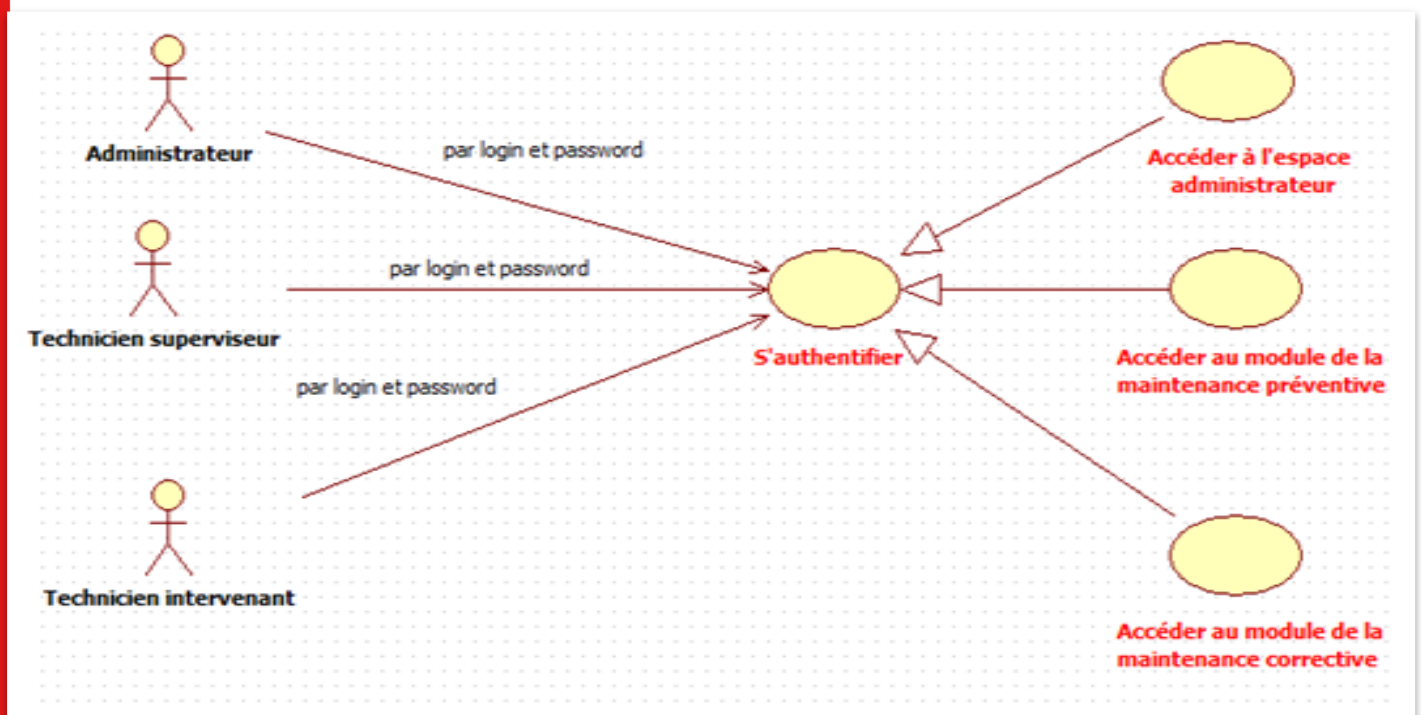 Administrateur
par login et password
Accéder à l'espace
administrateur
Technicien superviseur
par login et password
S'authentifier
Accéder au module de la
maintenance préventive
par login et password
Technicien intervenant
Accéder au module de la
maintenance corrective